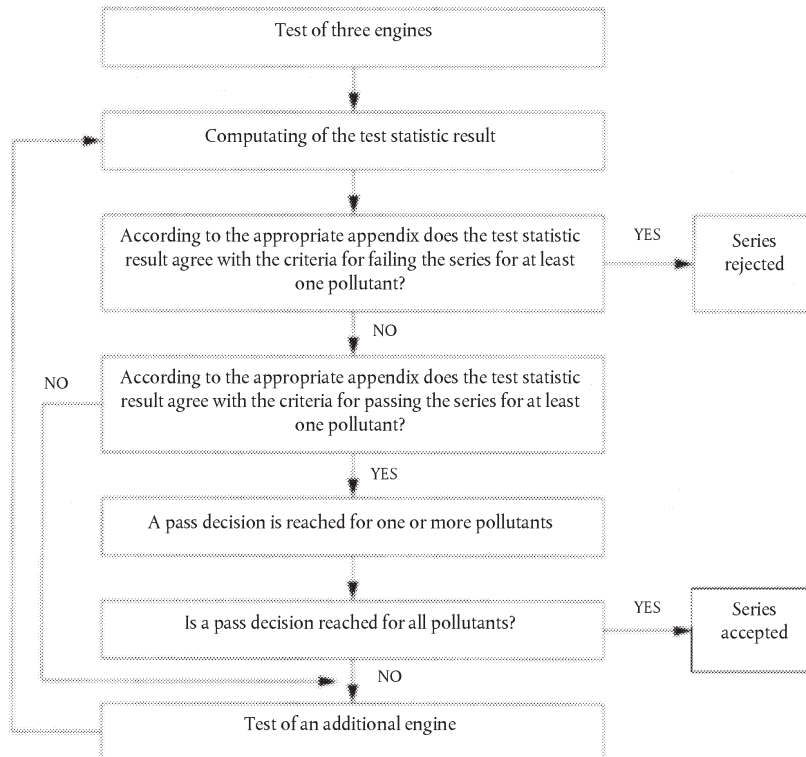 Test of three engines
Computating of the test statistic result
According to the appropriate appendix does the test statistic
result agree with the criteria for failing the series for at least
one pollutant?
YES
Series
rejected
NO
According to the appropriate appendix does the test statistic
result agree with the criteria for passing the series for at least
one pollutant?
NO
YES
A pass decision is reached for one or more pollutants
Is a pass decision reached for all pollutants?
YES
Series
accepted
NO
Test of an additional engine